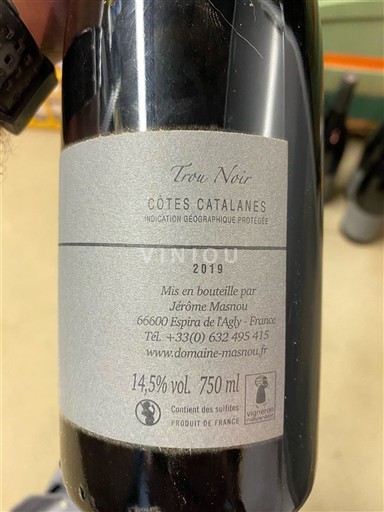 Trou Noir
CÔTES CATALANES
INDICATION GÉOGRAPHIQUE PROTÉGÉE
VINIOU
2019
Mis en bouteille par
Jérôme Masnou
66600 Espira de l'Agly - France
Tél. +33(0) 632 495 415
www.domaine-masnou.fr
14,5% vol. 750 ml
Contient des sulfites
PRODUIT DE FRANCE
vigneron